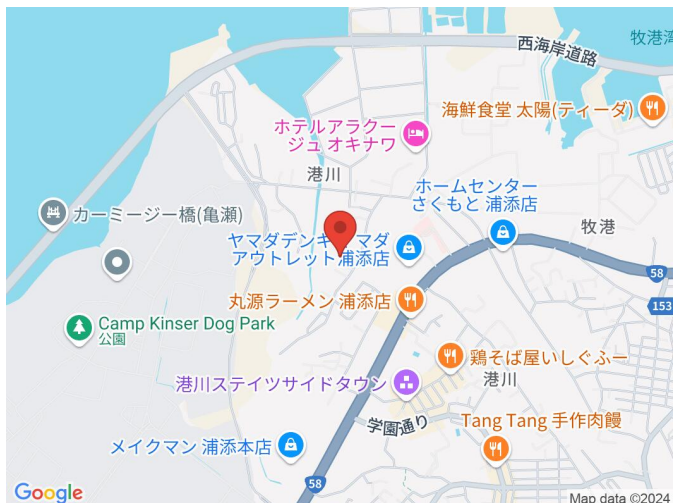 西海岸道路
牧港湾
海鮮食堂 太陽(ティーダ)
ホテルアラクー
ジュ オキナワ
港川
ホームセンター
さくもと 浦添店
カーミージー橋(亀瀬)
牧港
ヤマダデンキ
マダ
アウトレット浦添店
58
153
丸源ラーメン 浦添店
Camp Kinser Dog Park
公園
鶏そば屋いしぐふー
港川
港川ステイツサイドタウン
学園通り
Tang Tang 手作肉饅
メイクマン 浦添本店
58
Google
Map data ©2024